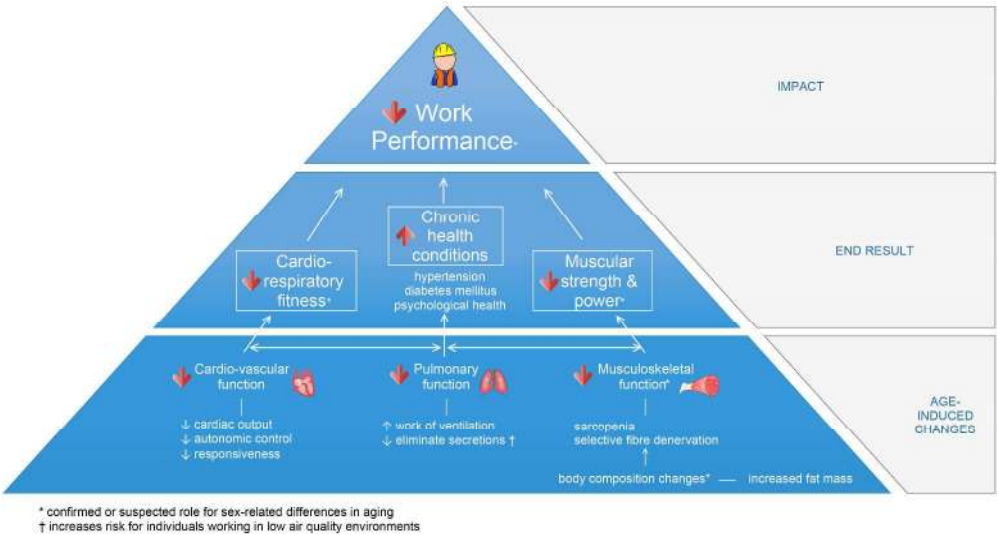 Work
Performance*
IMPACT
Chronic
health
conditions
hypertension
diabetes mellitus
psychological health
Cardio-
respiratory
fitness*
Muscular
strength &
power*
END RESULT
Cardio-vascular
function
↓ cardiac output
↓ autonomic control
↓ responsiveness
Pulmonary
function
↑ work of ventilation
↓ eliminate secretions †
Musculoskeletal
function*
sarcopenia
selective fibre denervation
body composition changes* — increased fat mass
AGE-
INDUCED
CHANGES
* confirmed or suspected role for sex-related differences in aging
† increases risk for individuals working in low air quality environments